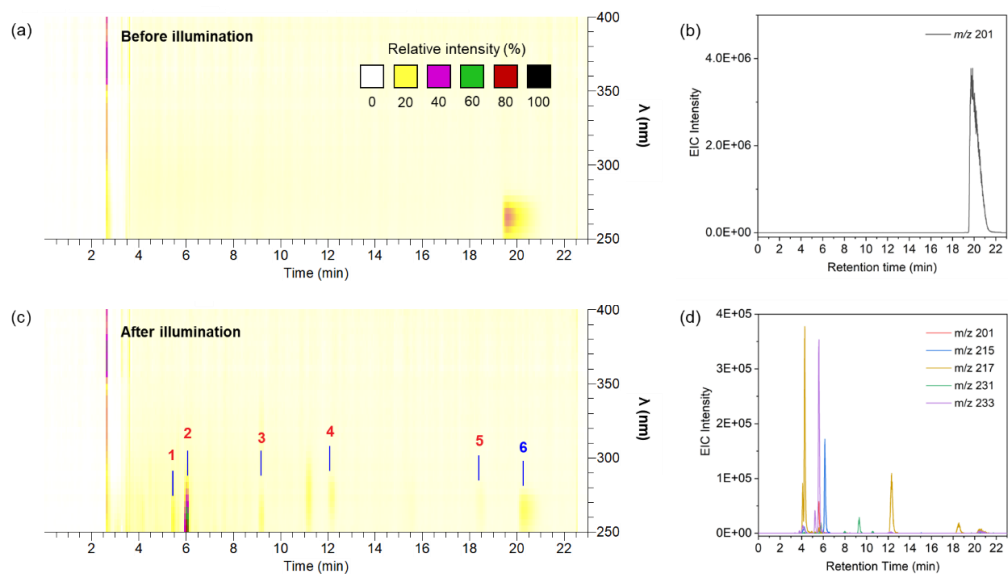 (a)
Before illumination
Relative intensity (%)
0 20 40 60 80 100
400
350
300
250
λ (nm)
2 4 6 8 10 12 14 16 18 20 22
Time (min)
(b)
m/z 201
4.0E+06
2.0E+06
0.0E+00
EIC Intensity
0 2 4 6 8 10 12 14 16 18 20 22
Retention time (min)
(c)
After illumination
1 2 3 4 5 6
400
350
300
250
λ (nm)
2 4 6 8 10 12 14 16 18 20 22
Time (min)
(d)
m/z 201
m/z 215
m/z 217
m/z 231
m/z 233
4E+05
3E+05
2E+05
1E+05
0E+00
EIC Intensity
0 2 4 6 8 10 12 14 16 18 20 22
Retention Time (min)